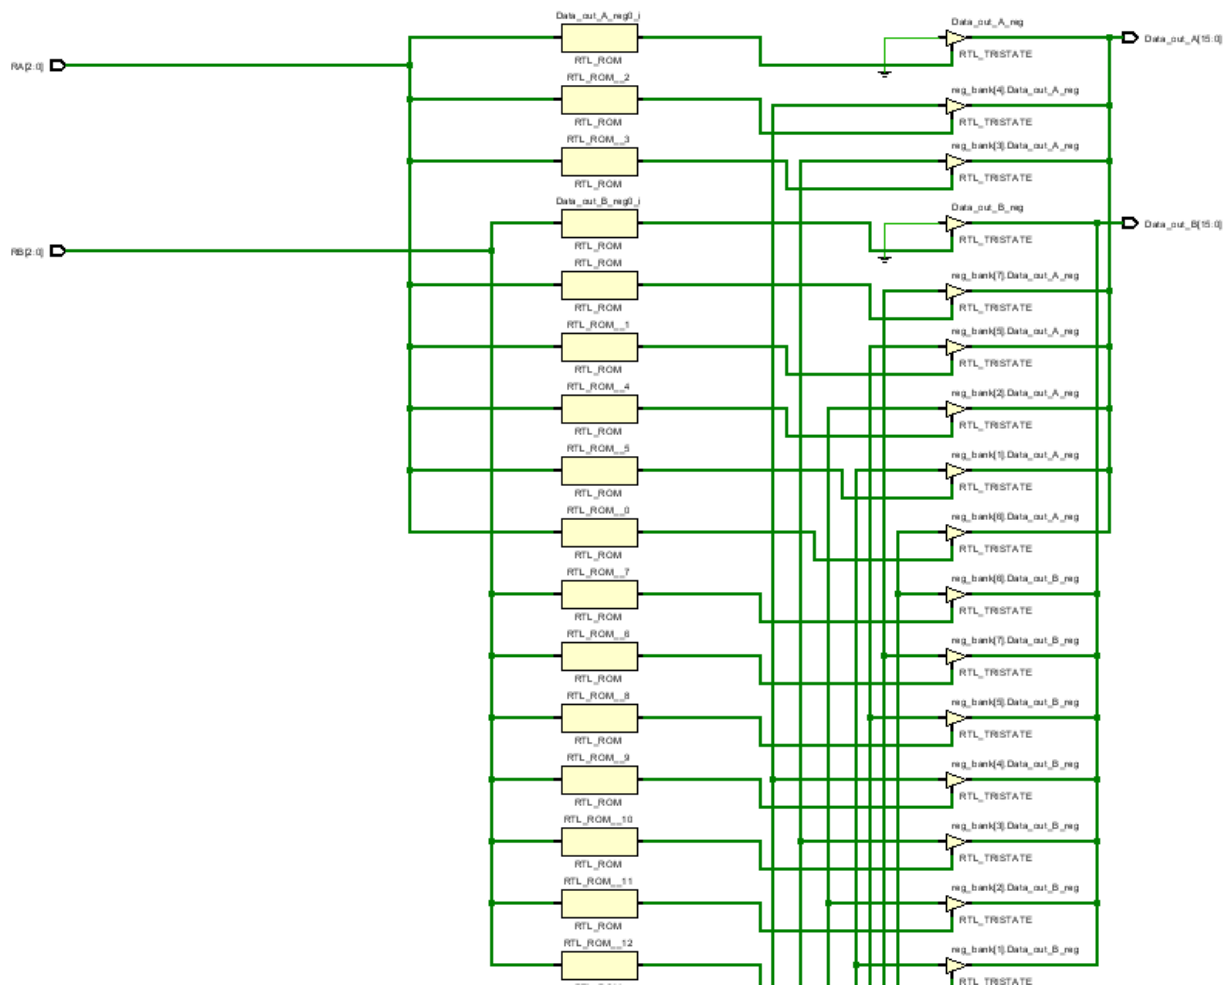 Data_out_A_reg0_i
Data_out_A_reg
Data_out_A[15:0]
RTL_TRISTATE
RA[2:0]
RTL_ROM
RTL_ROM__2
reg_bank[4].Data_out_A_reg
RTL_ROM
RTL_TRISTATE
RTL_ROM__3
reg_bank[3].Data_out_A_reg
RTL_ROM
RTL_TRISTATE
Data_out_B_reg0_i
Data_out_B_reg
Data_out_B[15:0]
RTL_ROM
RTL_TRISTATE
RB[2:0]
RTL_ROM
reg_bank[7].Data_out_A_reg
RTL_ROM
RTL_TRISTATE
RTL_ROM__1
reg_bank[5].Data_out_A_reg
RTL_ROM
RTL_TRISTATE
RTL_ROM__4
reg_bank[2].Data_out_A_reg
RTL_ROM
RTL_TRISTATE
RTL_ROM__5
reg_bank[1].Data_out_A_reg
RTL_ROM
RTL_TRISTATE
RTL_ROM__0
reg_bank[6].Data_out_A_reg
RTL_ROM
RTL_TRISTATE
RTL_ROM__7
reg_bank[6].Data_out_B_reg
RTL_ROM
RTL_TRISTATE
RTL_ROM__6
reg_bank[7].Data_out_B_reg
RTL_ROM
RTL_TRISTATE
RTL_ROM__8
reg_bank[5].Data_out_B_reg
RTL_ROM
RTL_TRISTATE
RTL_ROM__9
reg_bank[4].Data_out_B_reg
RTL_ROM
RTL_TRISTATE
RTL_ROM__10
reg_bank[3].Data_out_B_reg
RTL_ROM
RTL_TRISTATE
RTL_ROM__11
reg_bank[2].Data_out_B_reg
RTL_ROM
RTL_TRISTATE
RTL_ROM__12
reg_bank[1].Data_out_B_reg
RTL_TRISTATE